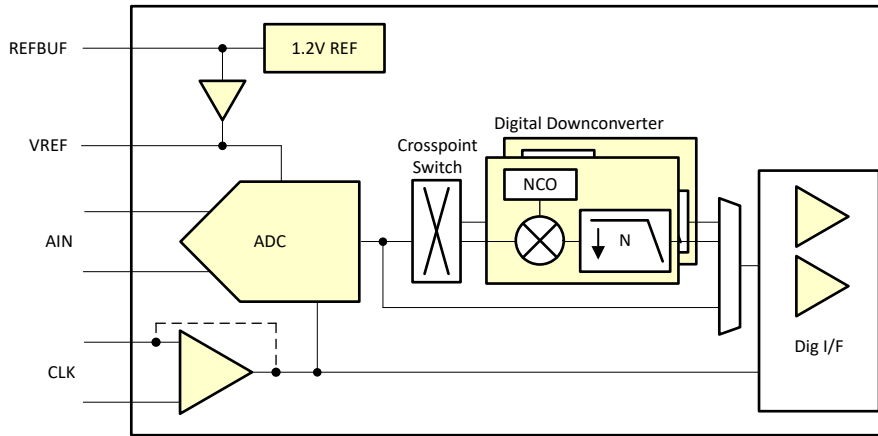 REFBUF
1.2V REF
VREF
Digital Downconverter
Crosspoint
Switch
NCO
AIN
ADC
N
Dig I/F
CLK